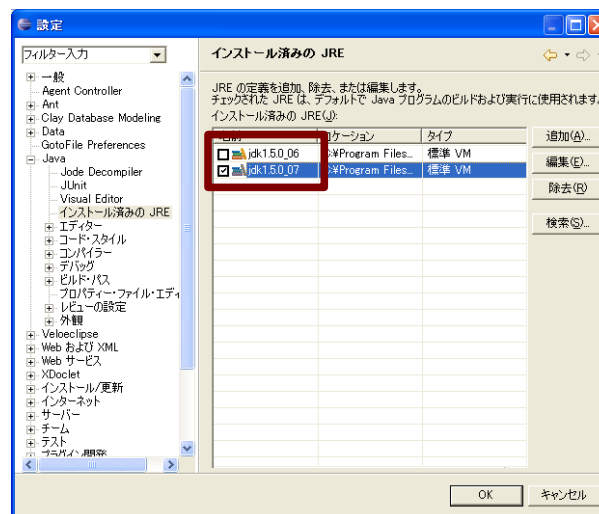 設定
フィルター入力
インストール済みの JRE
一般
Agent Controller
Ant
Clay Database Modeling
Data
GotoFile Preferences
Java
Jode Decompiler
JUnit
Visual Editor
インストール済みの JRE
エディター
コード・スタイル
コンパイラー
デバッグ
ビルド・パス
プロパティー・ファイル・エディ
レビューの設定
外観
Veloeclipse
Web および XML
Web サービス
XDoclet
インストール/更新
インターネット
サーバー
チーム
テスト
プラグイン開発
JRE の定義を追加、除去、または編集します。
チェックされた JRE は、デフォルトで Java プログラムのビルドおよび実行に使用されます。
インストール済みの JRE(J):
ロケーション タイプ
jdk1.5.0_06 C:¥Program Files... 標準 VM
jdk1.5.0_07 C:¥Program Files... 標準 VM
追加(A)...
編集(E)...
除去(R)
検索(S)...
OK キャンセル